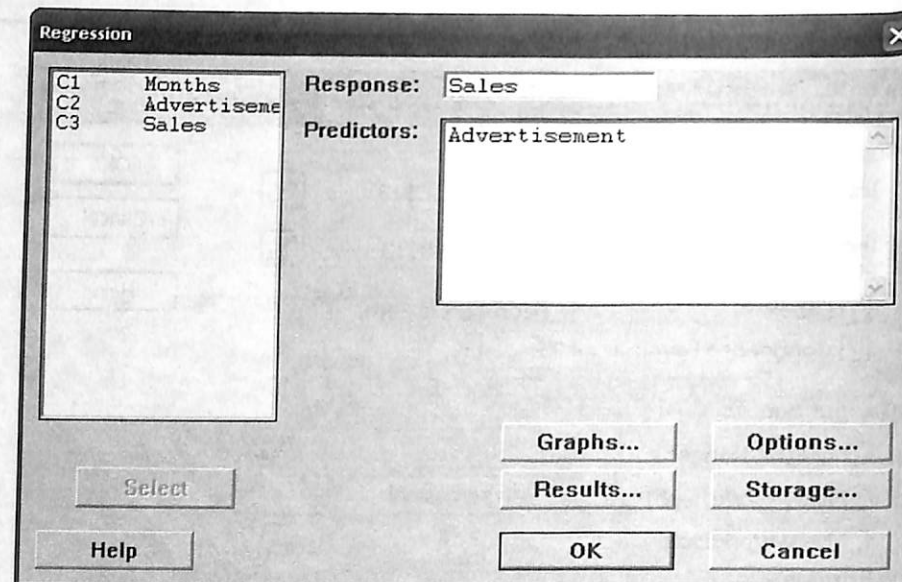 Regression
C1 Months
C2 Advertiseme
C3 Sales
Response: Sales
Predictors: Advertisement
Graphs... Options...
Select Results... Storage...
Help OK Cancel